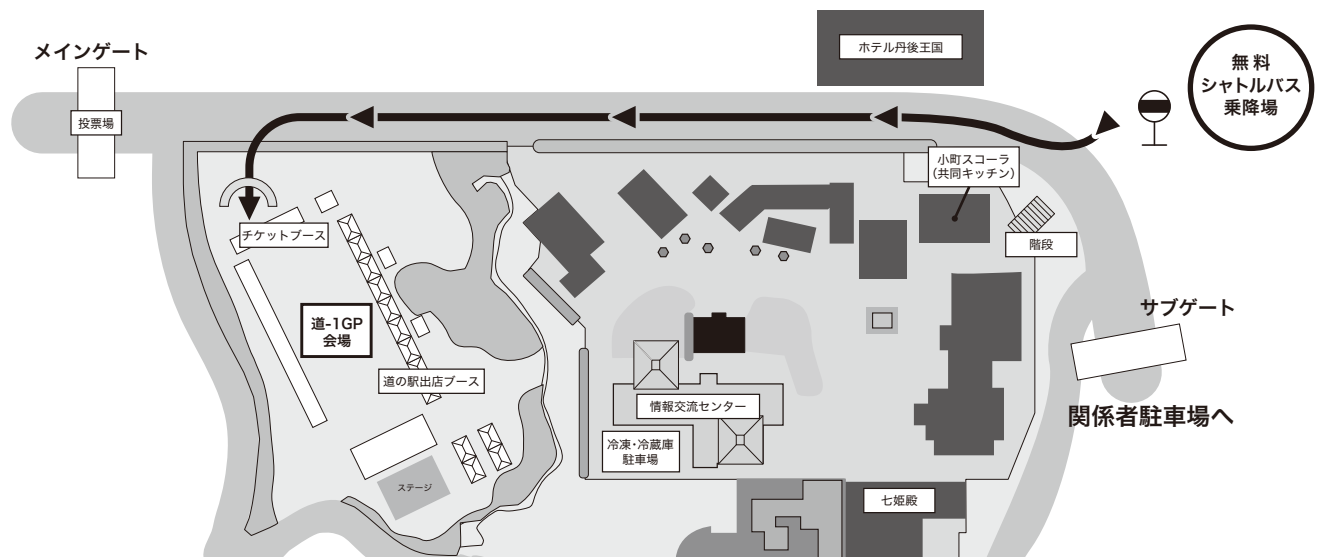 メインゲート
投票場
ホテル丹後王国
無料
シャトルバス
乗降場
小町スコーラ
（共同キッチン）
階段
チケットブース
道-1GP
会場
道の駅出店ブース
サブゲート
関係者駐車場へ
情報交流センター
冷凍・冷蔵庫
駐車場
ステージ
七姫殿